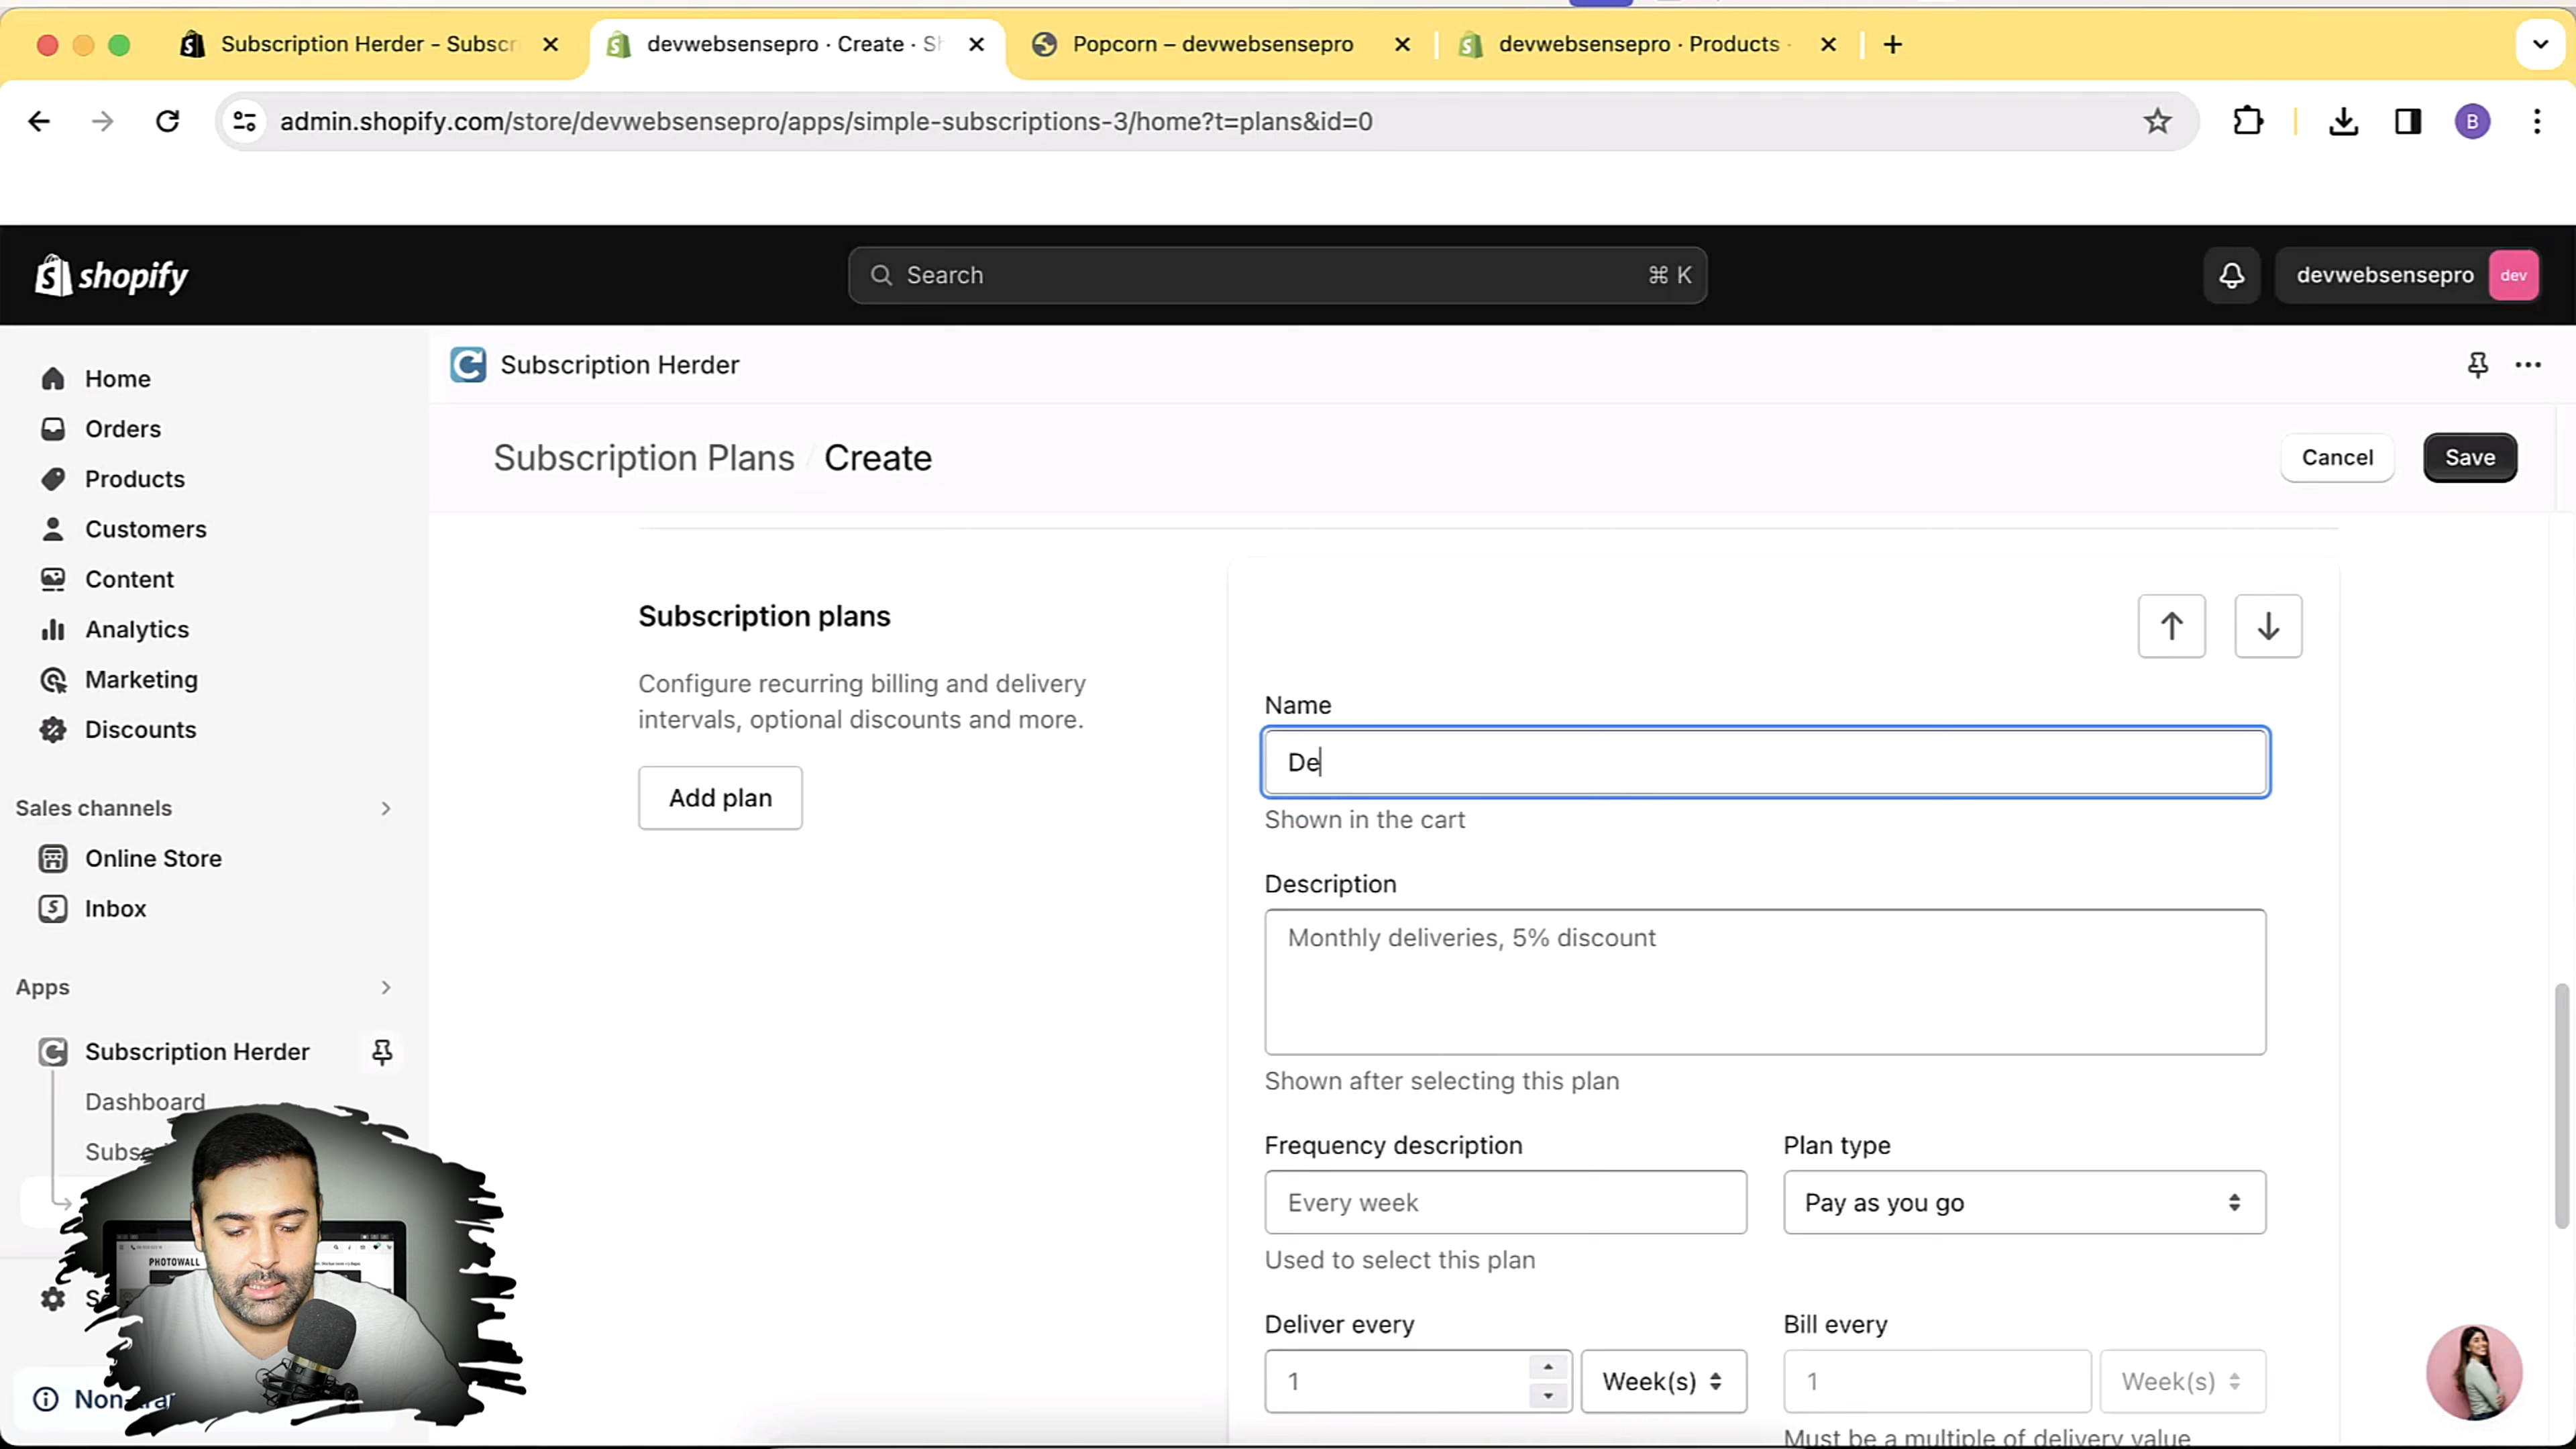 Subscription Herder - Subscr
devwebsensepro · Create · Sh
Popcorn – devwebsensepro
devwebsensepro · Products ·
admin.shopify.com/store/devwebsensepro/apps/simple-subscriptions-3/home?t=plans&id=0
B
shopify
Search
⌘ K
devwebsensepro
dev
Home
Orders
Products
Customers
Content
Analytics
Marketing
Discounts
Sales channels
Online Store
Inbox
Apps
Subscription Herder
Dashboard
Subsc
PHOTOWALL
Non-tra
Subscription Herder
Subscription Plans / Create
Cancel
Save
Subscription plans
Configure recurring billing and delivery
intervals, optional discounts and more.
Add plan
Name
De
Shown in the cart
Description
Monthly deliveries, 5% discount
Shown after selecting this plan
Frequency description
Plan type
Every week
Pay as you go
Used to select this plan
Deliver every
Bill every
1
Week(s)
1
Week(s)
Must be a multiple of delivery value